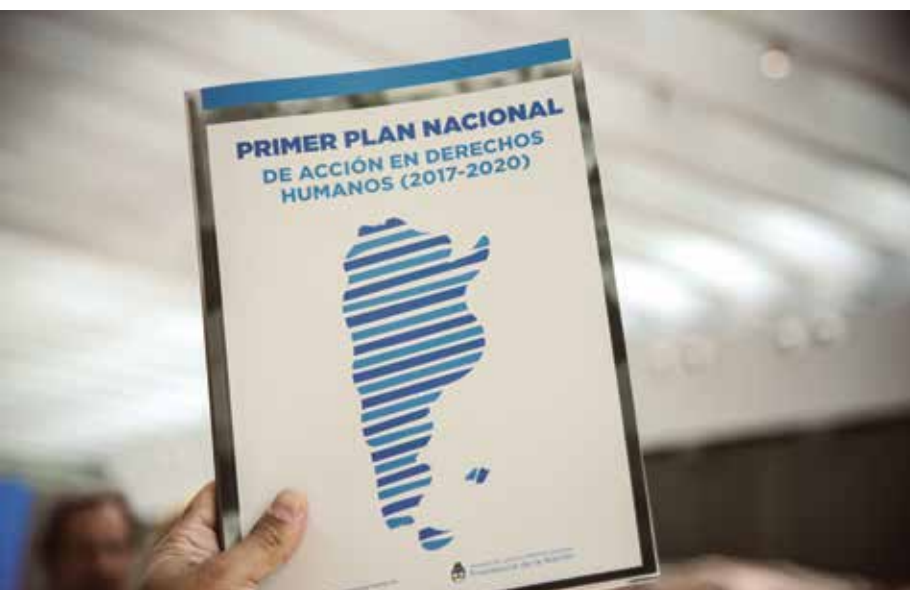 PRIMER PLAN NACIONAL
DE ACCIÓN EN DERECHOS
HUMANOS (2017-2020)
Presidencia de la Nación